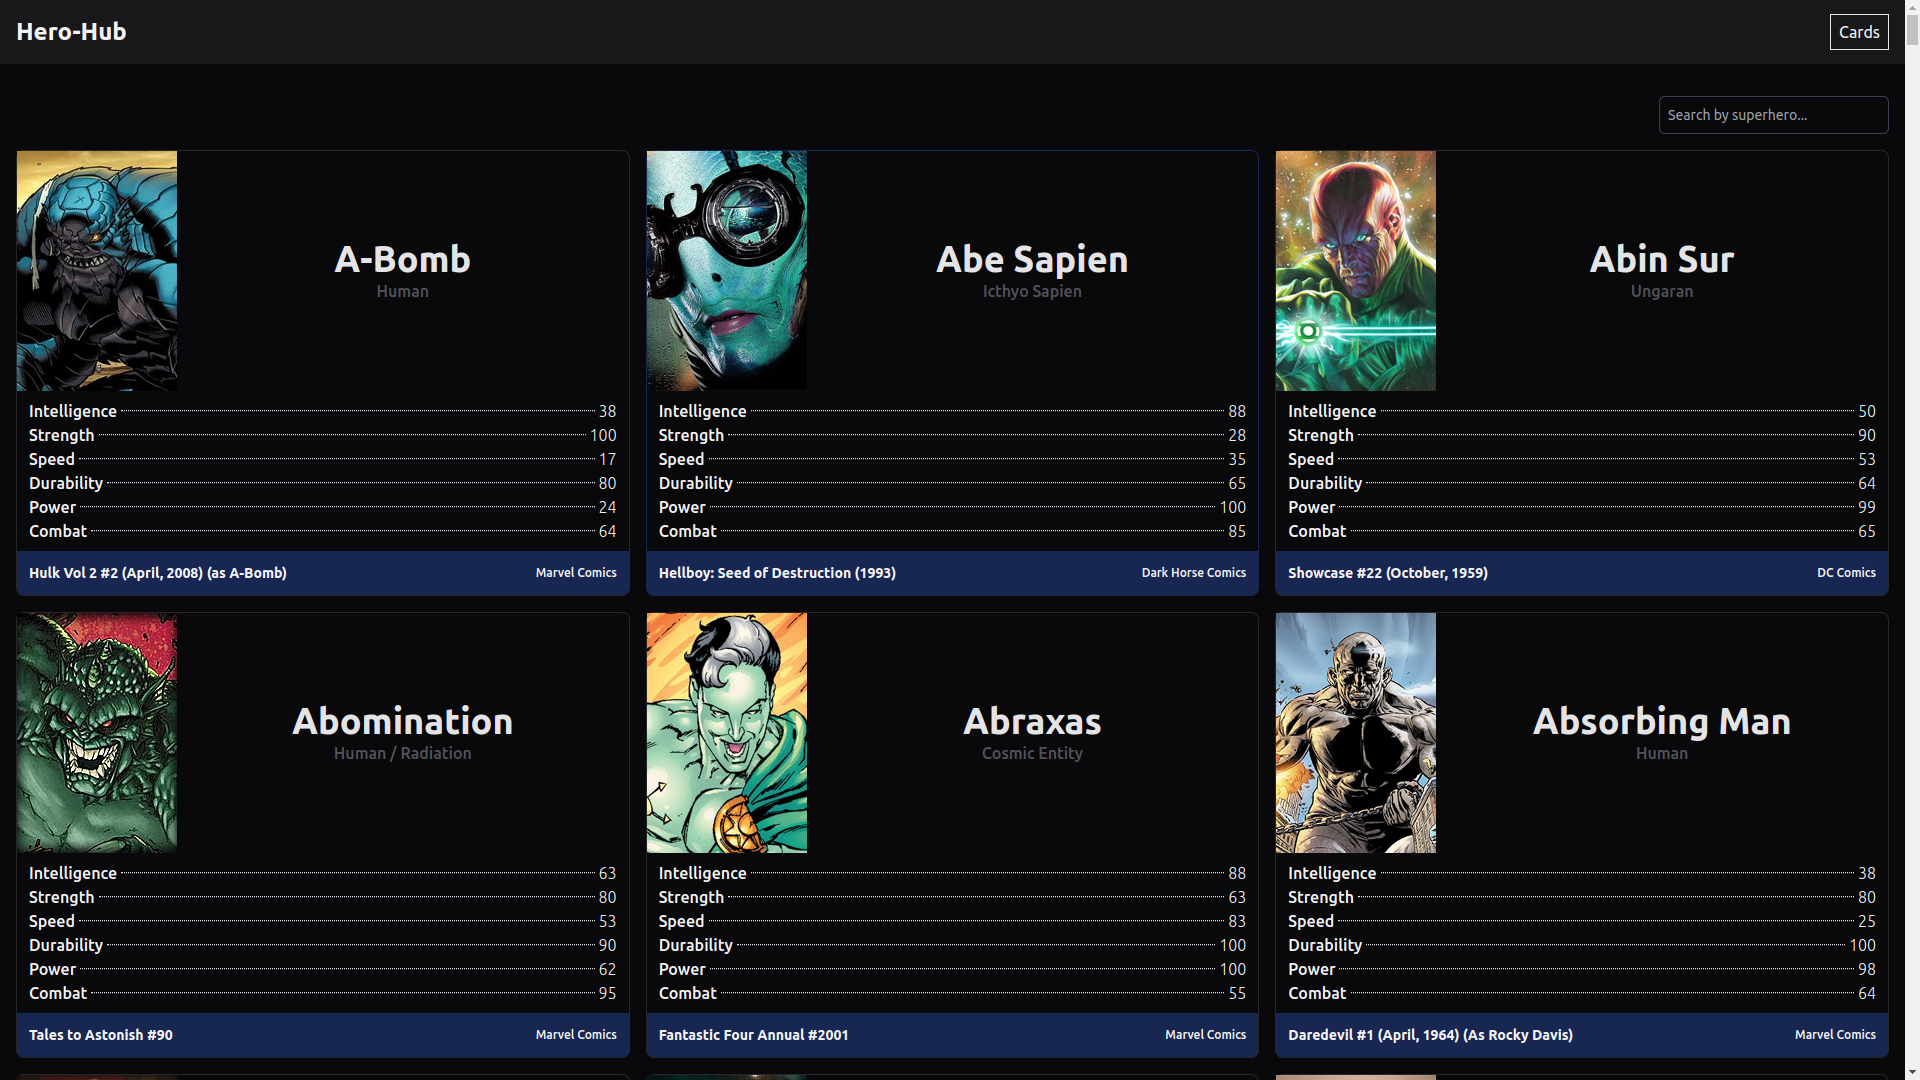 Hero-Hub
Cards
Search by superhero...
A-Bomb
Human
Intelligence 38
Strength 100
Speed 17
Durability 80
Power 24
Combat 64
Hulk Vol 2 #2 (April, 2008) (as A-Bomb)
Marvel Comics
Abe Sapien
Icthyo Sapien
Intelligence 88
Strength 28
Speed 35
Durability 65
Power 100
Combat 85
Hellboy: Seed of Destruction (1993)
Dark Horse Comics
Abin Sur
Ungaran
Intelligence 50
Strength 90
Speed 53
Durability 64
Power 99
Combat 65
Showcase #22 (October, 1959)
DC Comics
Abomination
Human / Radiation
Intelligence 63
Strength 80
Speed 53
Durability 90
Power 62
Combat 95
Tales to Astonish #90
Marvel Comics
Abraxas
Cosmic Entity
Intelligence 88
Strength 63
Speed 83
Durability 100
Power 100
Combat 55
Fantastic Four Annual #2001
Marvel Comics
Absorbing Man
Human
Intelligence 38
Strength 80
Speed 25
Durability 100
Power 98
Combat 64
Daredevil #1 (April, 1964) (As Rocky Davis)
Marvel Comics